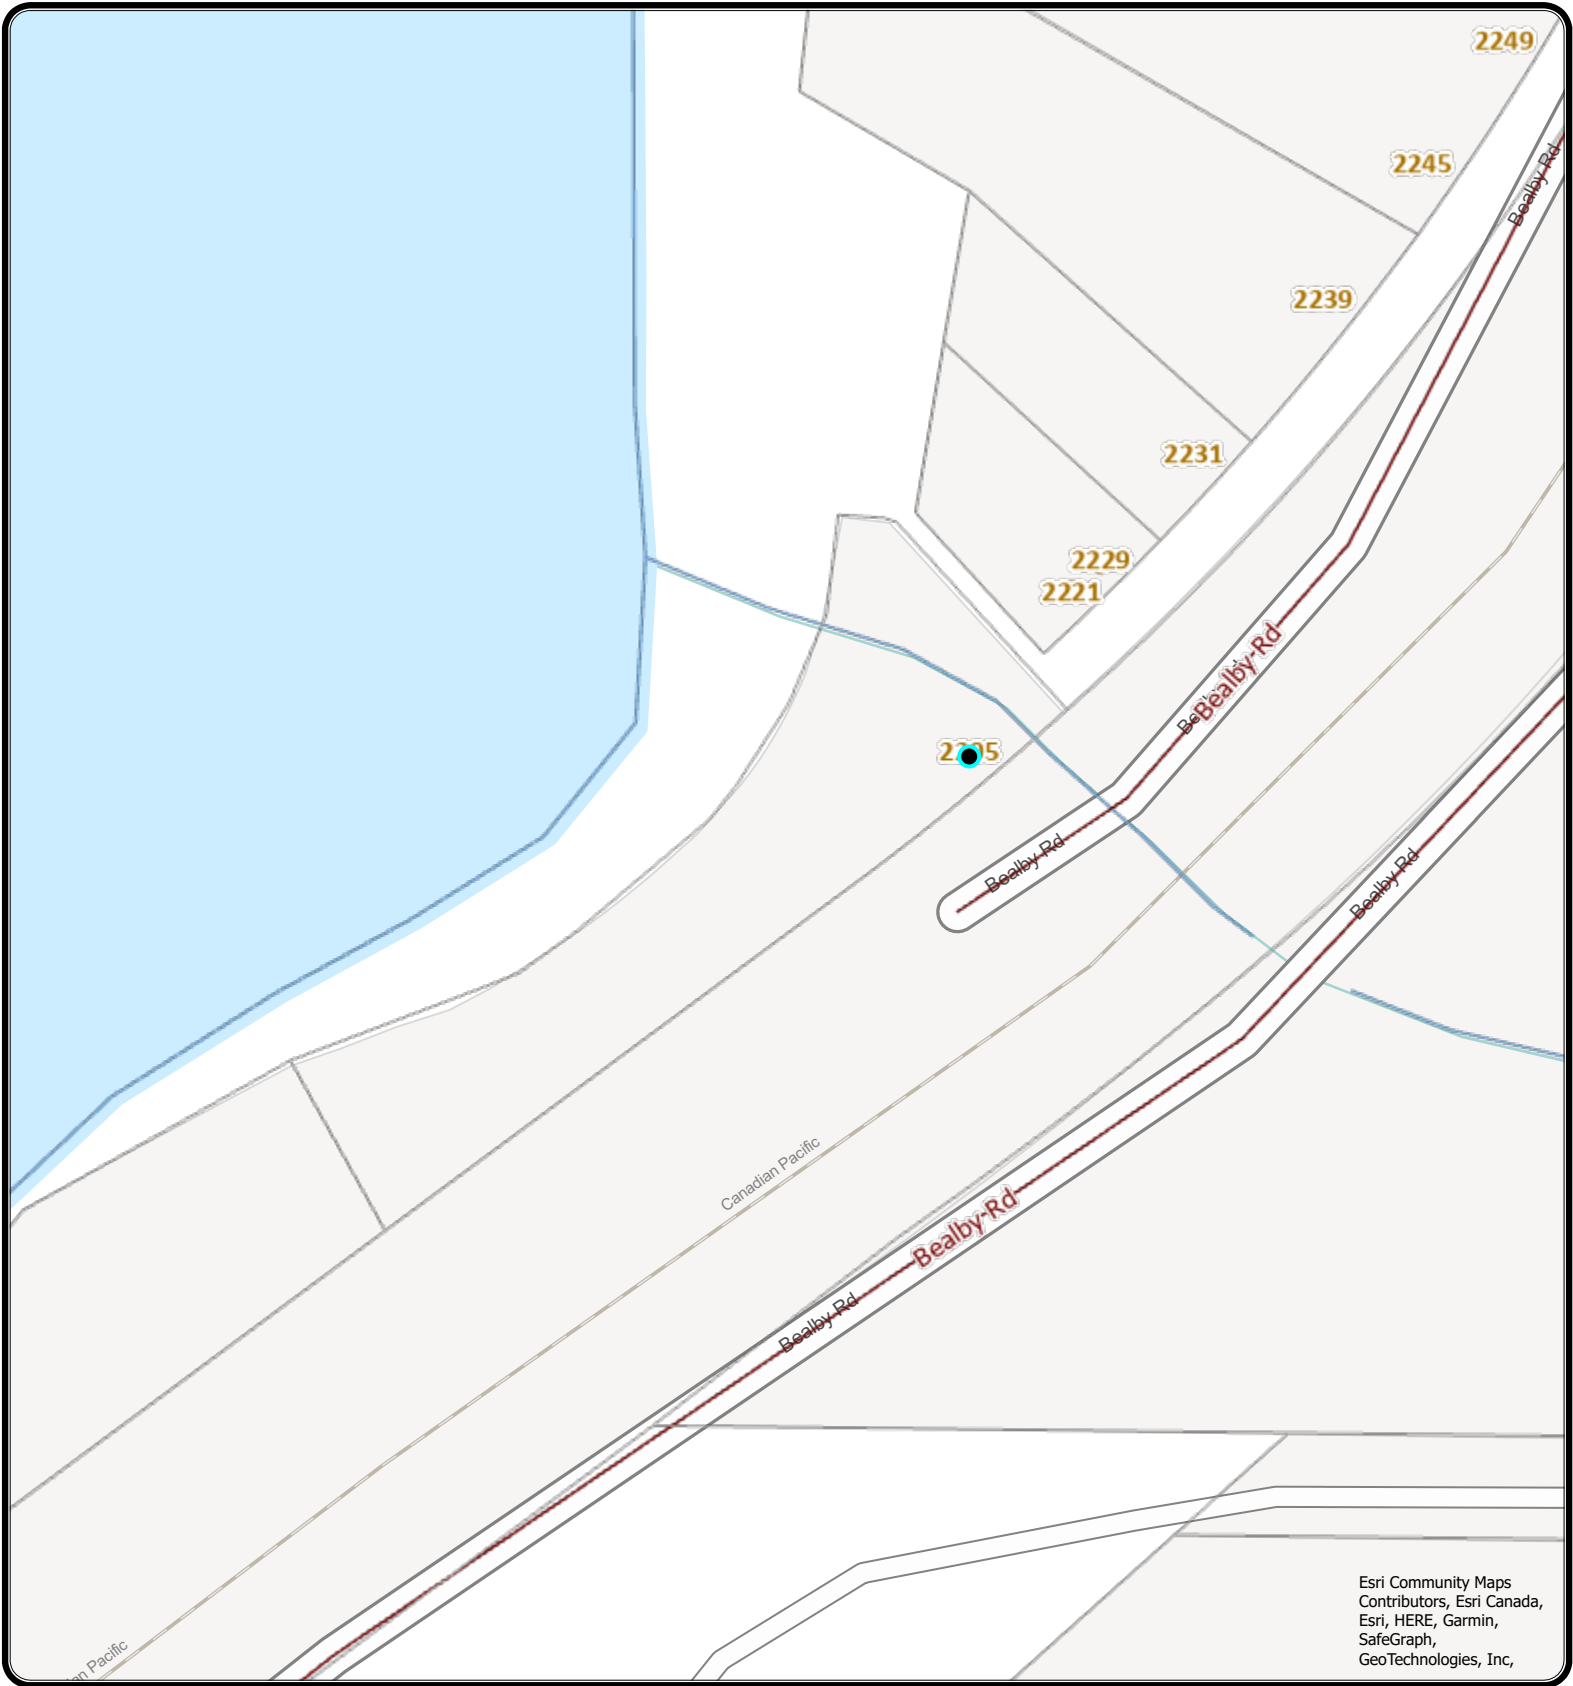 2249
2245
Bealby Rd
2239
2231
2229
2221
Bealby Rd
Bealby Rd
Bealby Rd
Canadian Pacific
Bealby Rd
Bealby Rd
Pacific
Esri Community Maps
Contributors, Esri Canada,
Esri, HERE, Garmin,
SafeGraph,
GeoTechnologies, Inc,